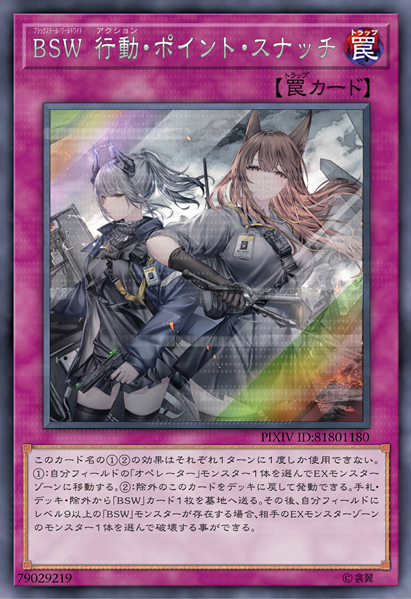 ブラックスチール・ワールドワイド アクション
BSW 行動・ポイント・スナッチ
トラップ
罠
トラップ
【罠カード】
PIXIV ID:81801180
このカード名の①②の効果はそれぞれ1ターンに1度しか使用できない。
①:自分フィールドの「オペレーター」モンスター1体を選んでEXモンスター
ゾーンに移動する。②:除外のこのカードをデッキに戻して発動できる。手札・
デッキ・除外から「BSW」カード1枚を墓地へ送る。その後、自分フィールドに
レベル9以上の「BSW」モンスターが存在する場合、相手のEXモンスターゾーン
のモンスター1体を選んで破壊する事ができる。
79029219
©袁翼